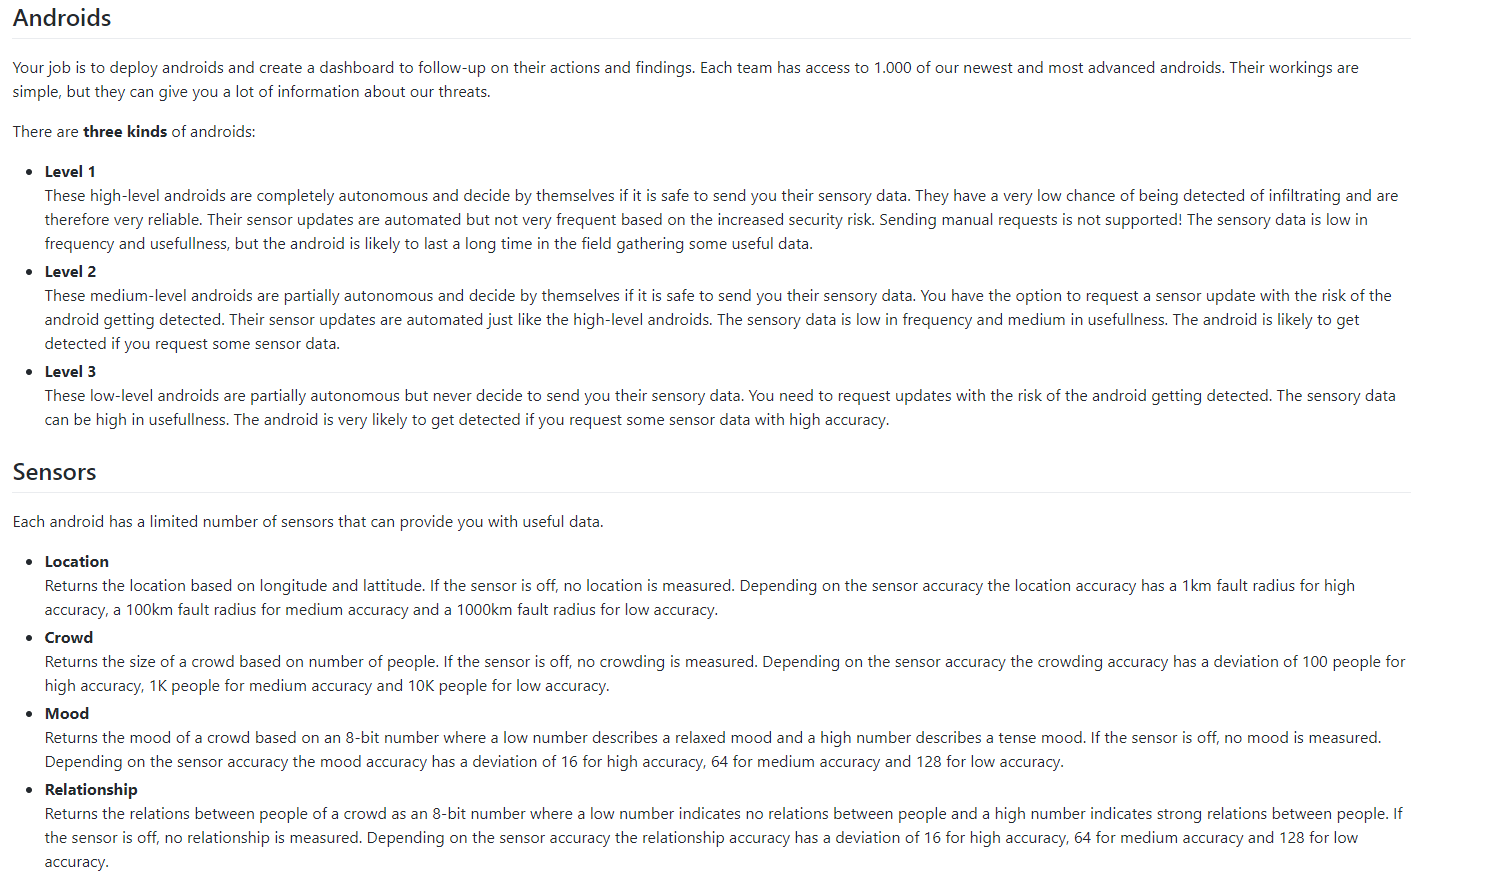 Androids
Your job is to deploy androids and create a dashboard to follow-up on their actions and findings. Each team has access to 1.000 of our newest and most advanced androids. Their workings are
simple, but they can give you a lot of information about our threats.
There are three kinds of androids:
• Level 1
These high-level androids are completely autonomous and decide by themselves if it is safe to send you their sensory data. They have a very low chance of being detected of infiltrating and are
therefore very reliable. Their sensor updates are automated but not very frequent based on the increased security risk. Sending manual requests is not supported! The sensory data is low in
frequency and usefullness, but the android is likely to last a long time in the field gathering some useful data.
• Level 2
These medium-level androids are partially autonomous and decide by themselves if it is safe to send you their sensory data. You have the option to request a sensor update with the risk of the
android getting detected. Their sensor updates are automated just like the high-level androids. The sensory data is low in frequency and medium in usefullness. The android is likely to get
detected if you request some sensor data.
• Level 3
These low-level androids are partially autonomous but never decide to send you their sensory data. You need to request updates with the risk of the android getting detected. The sensory data
can be high in usefullness. The android is very likely to get detected if you request some sensor data with high accuracy.
Sensors
Each android has a limited number of sensors that can provide you with useful data.
• Location
Returns the location based on longitude and lattitude. If the sensor is off, no location is measured. Depending on the sensor accuracy the location accuracy has a 1km fault radius for high
accuracy, a 100km fault radius for medium accuracy and a 1000km fault radius for low accuracy.
• Crowd
Returns the size of a crowd based on number of people. If the sensor is off, no crowding is measured. Depending on the sensor accuracy the crowding accuracy has a deviation of 100 people for
high accuracy, 1K people for medium accuracy and 10K people for low accuracy.
• Mood
Returns the mood of a crowd based on an 8-bit number where a low number describes a relaxed mood and a high number describes a tense mood. If the sensor is off, no mood is measured.
Depending on the sensor accuracy the mood accuracy has a deviation of 16 for high accuracy, 64 for medium accuracy and 128 for low accuracy.
• Relationship
Returns the relations between people of a crowd as an 8-bit number where a low number indicates no relations between people and a high number indicates strong relations between people. If
the sensor is off, no relationship is measured. Depending on the sensor accuracy the relationship accuracy has a deviation of 16 for high accuracy, 64 for medium accuracy and 128 for low
accuracy.